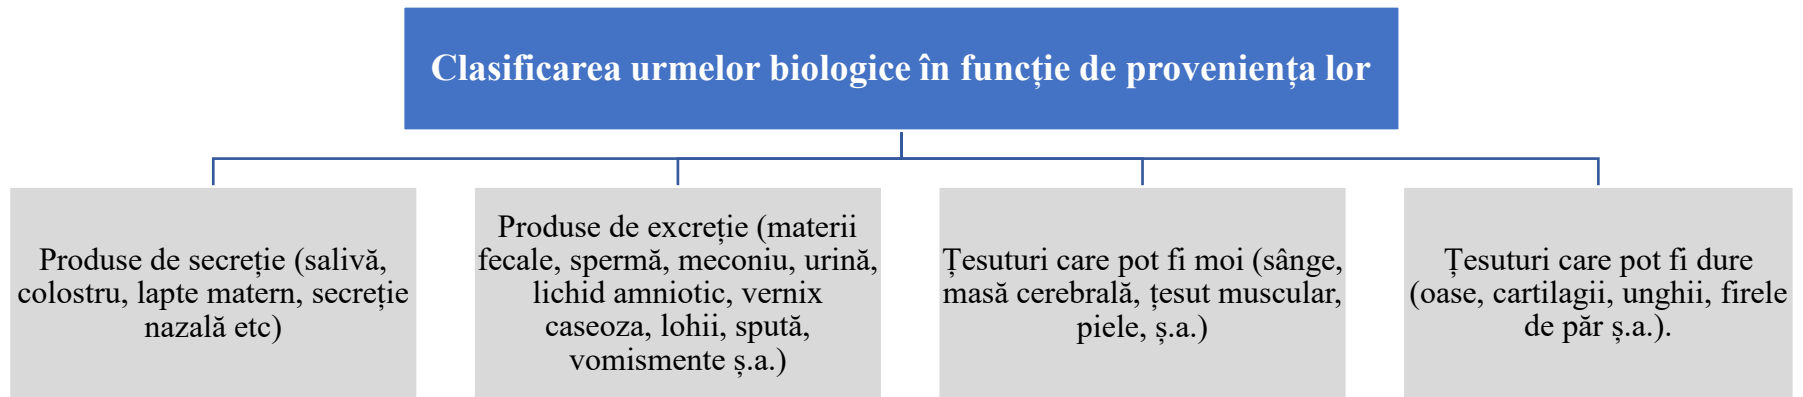 Clasificarea urmelor biologice în funcție de proveniența lor
Produse de secreție (salivă,
colostru, lapte matern, secreție
nazală etc)
Produse de excreție (materii
fecale, spermă, meconiu, urină,
lichid amniotic, vernix
caseoza, lohii, spută,
vomismente ș.a.)
Țesuturi care pot fi moi (sânge,
masă cerebrală, țesut muscular,
piele, ș.a.)
Țesuturi care pot fi dure
(oase, cartilagii, unghii, firele
de păr ș.a.).